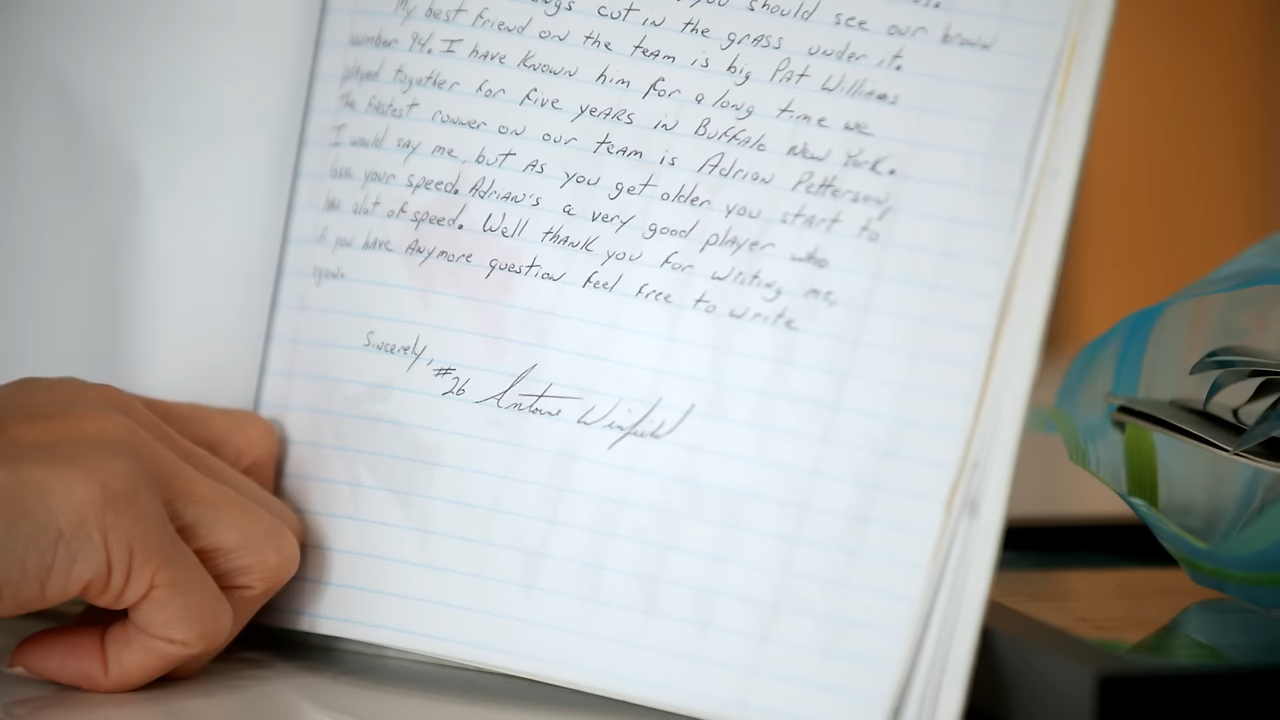 you should see our brown
cut in the grass under it.
My best friend on the team is big Pat Williams
number 94. I have known him for a long time we
played together for five years in Buffalo New York.
The fastest runner on our team is Adrian Petterson,
I would say me, but as you get older you start to
lose your speed. Adrian's a very good player who
has alot of speed. Well thank you for writing me,
if you have anymore question feel free to write
again.
Sincerely,
#26 Antoine Winfield